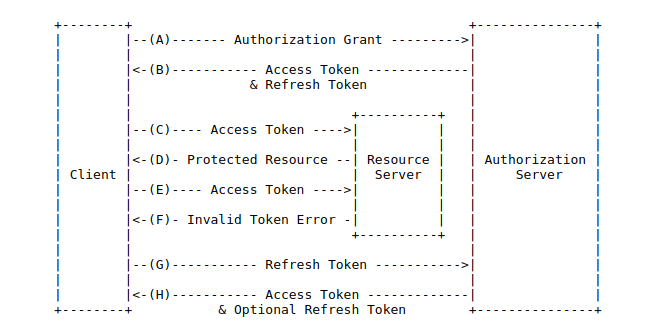 +--------+                                           +---------------+
|        |--(A)------- Authorization Grant --------->|               |
|        |                                           |               |
|        |<-(B)----------- Access Token -------------|               |
|        |               & Refresh Token             |               |
|        |                                           |               |
|        |                            +----------+   |               |
|        |--(C)---- Access Token ---->|          |   |               |
|        |                            |          |   |               |
|        |<-(D)- Protected Resource --| Resource |   | Authorization |
| Client |                            |  Server  |   |     Server    |
|        |--(E)---- Access Token ---->|          |   |               |
|        |                            |          |   |               |
|        |<-(F)- Invalid Token Error -|          |   |               |
|        |                            +----------+   |               |
|        |                                           |               |
|        |--(G)----------- Refresh Token ----------->|               |
|        |                                           |               |
|        |<-(H)----------- Access Token -------------|               |
+--------+           & Optional Refresh Token        +---------------+